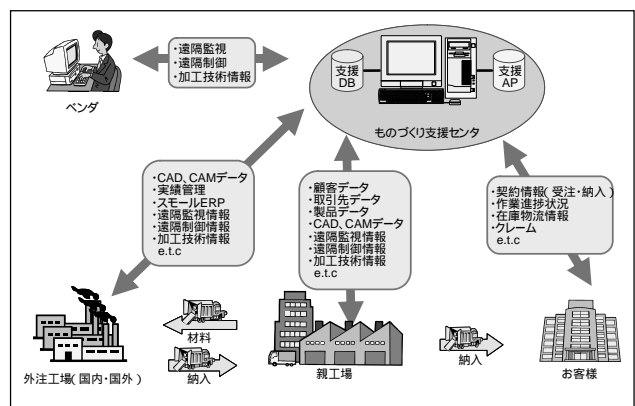 ・遠隔監視
・遠隔制御
・加工技術情報
ベンダ
支援
DB
支援
AP
ものづくり支援センタ
・CAD、CAMデータ
・実績管理
・スモールERP
・遠隔監視情報
・遠隔制御情報
・加工技術情報
e.t.c
・顧客データ
・取引先データ
・製品データ
・CAD、CAMデータ
・遠隔監視情報
・遠隔制御情報
・加工技術情報
e.t.c
・契約情報(受注・納入)
・作業進捗状況
・在庫物流情報
・クレーム
e.t.c
材料
納入
納入
外注工場(国内・国外)
親工場
お客様